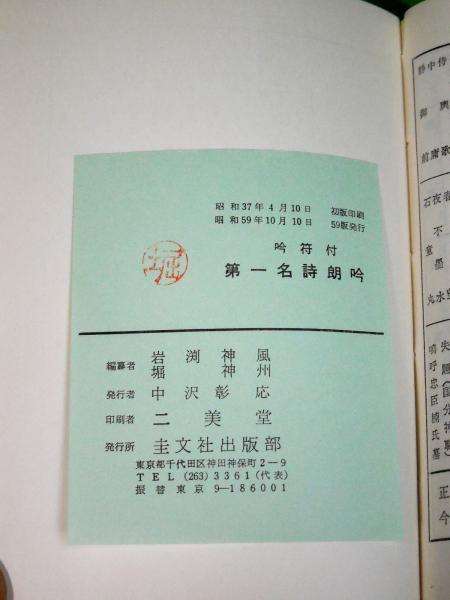 昭和37年4月10日 初版印刷
昭和59年10月10日 59版発行
吟符付
第一名詩朗吟
堀
編纂者 岩渕神風
堀神州
発行者 中沢彰応
印刷者 二美堂
発行所 圭文社出版部
東京都千代田区神田神保町2-9
TEL (263) 3361 (代表)
振替東京 9-186001